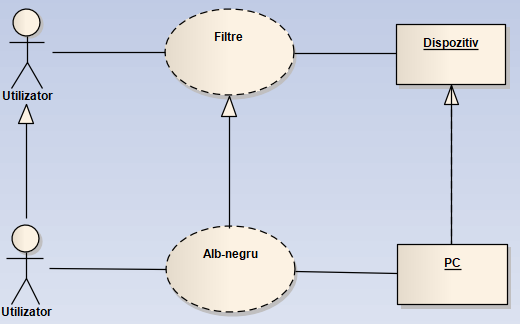 Filtre
Dispozitiv
Utilizator
Alb-negru
PC
Utilizator